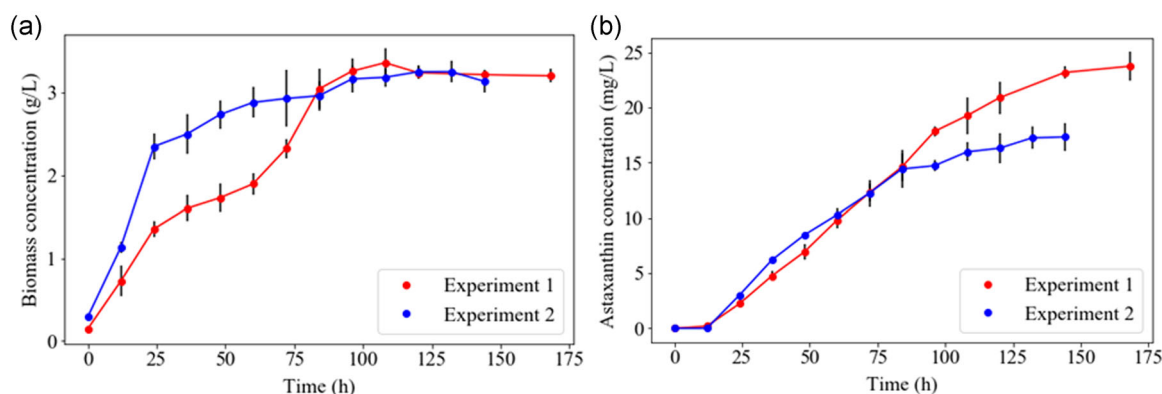 (a)
Biomass concentration (g/L)
3
2
1
0
0 25 50 75 100 125 150 175
Time (h)
Experiment 1
Experiment 2
(b)
Astaxanthin concentration (mg/L)
25
20
15
10
5
0
0 25 50 75 100 125 150 175
Time (h)
Experiment 1
Experiment 2